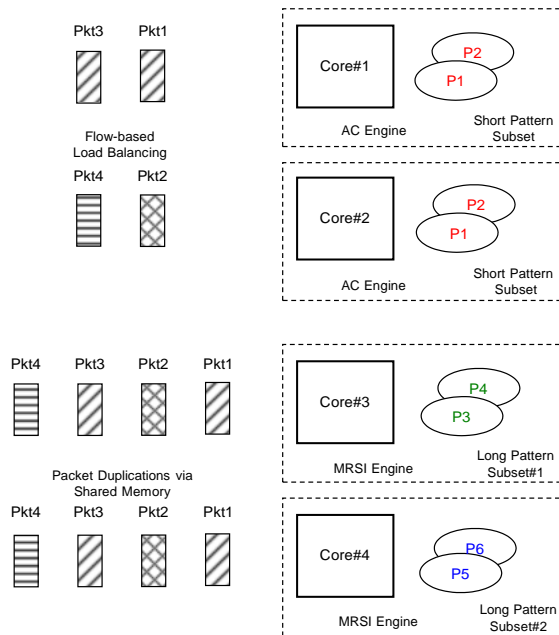 Pkt3 Pkt1
Core#1
P2
P1
Flow-based
Load Balancing
AC Engine
Short Pattern
Subset
Pkt4 Pkt2
Core#2
P2
P1
AC Engine
Short Pattern
Subset
Pkt4 Pkt3 Pkt2 Pkt1
Core#3
P4
P3
Packet Duplications via
Shared Memory
MRSI Engine
Long Pattern
Subset#1
Pkt4 Pkt3 Pkt2 Pkt1
Core#4
P6
P5
MRSI Engine
Long Pattern
Subset#2